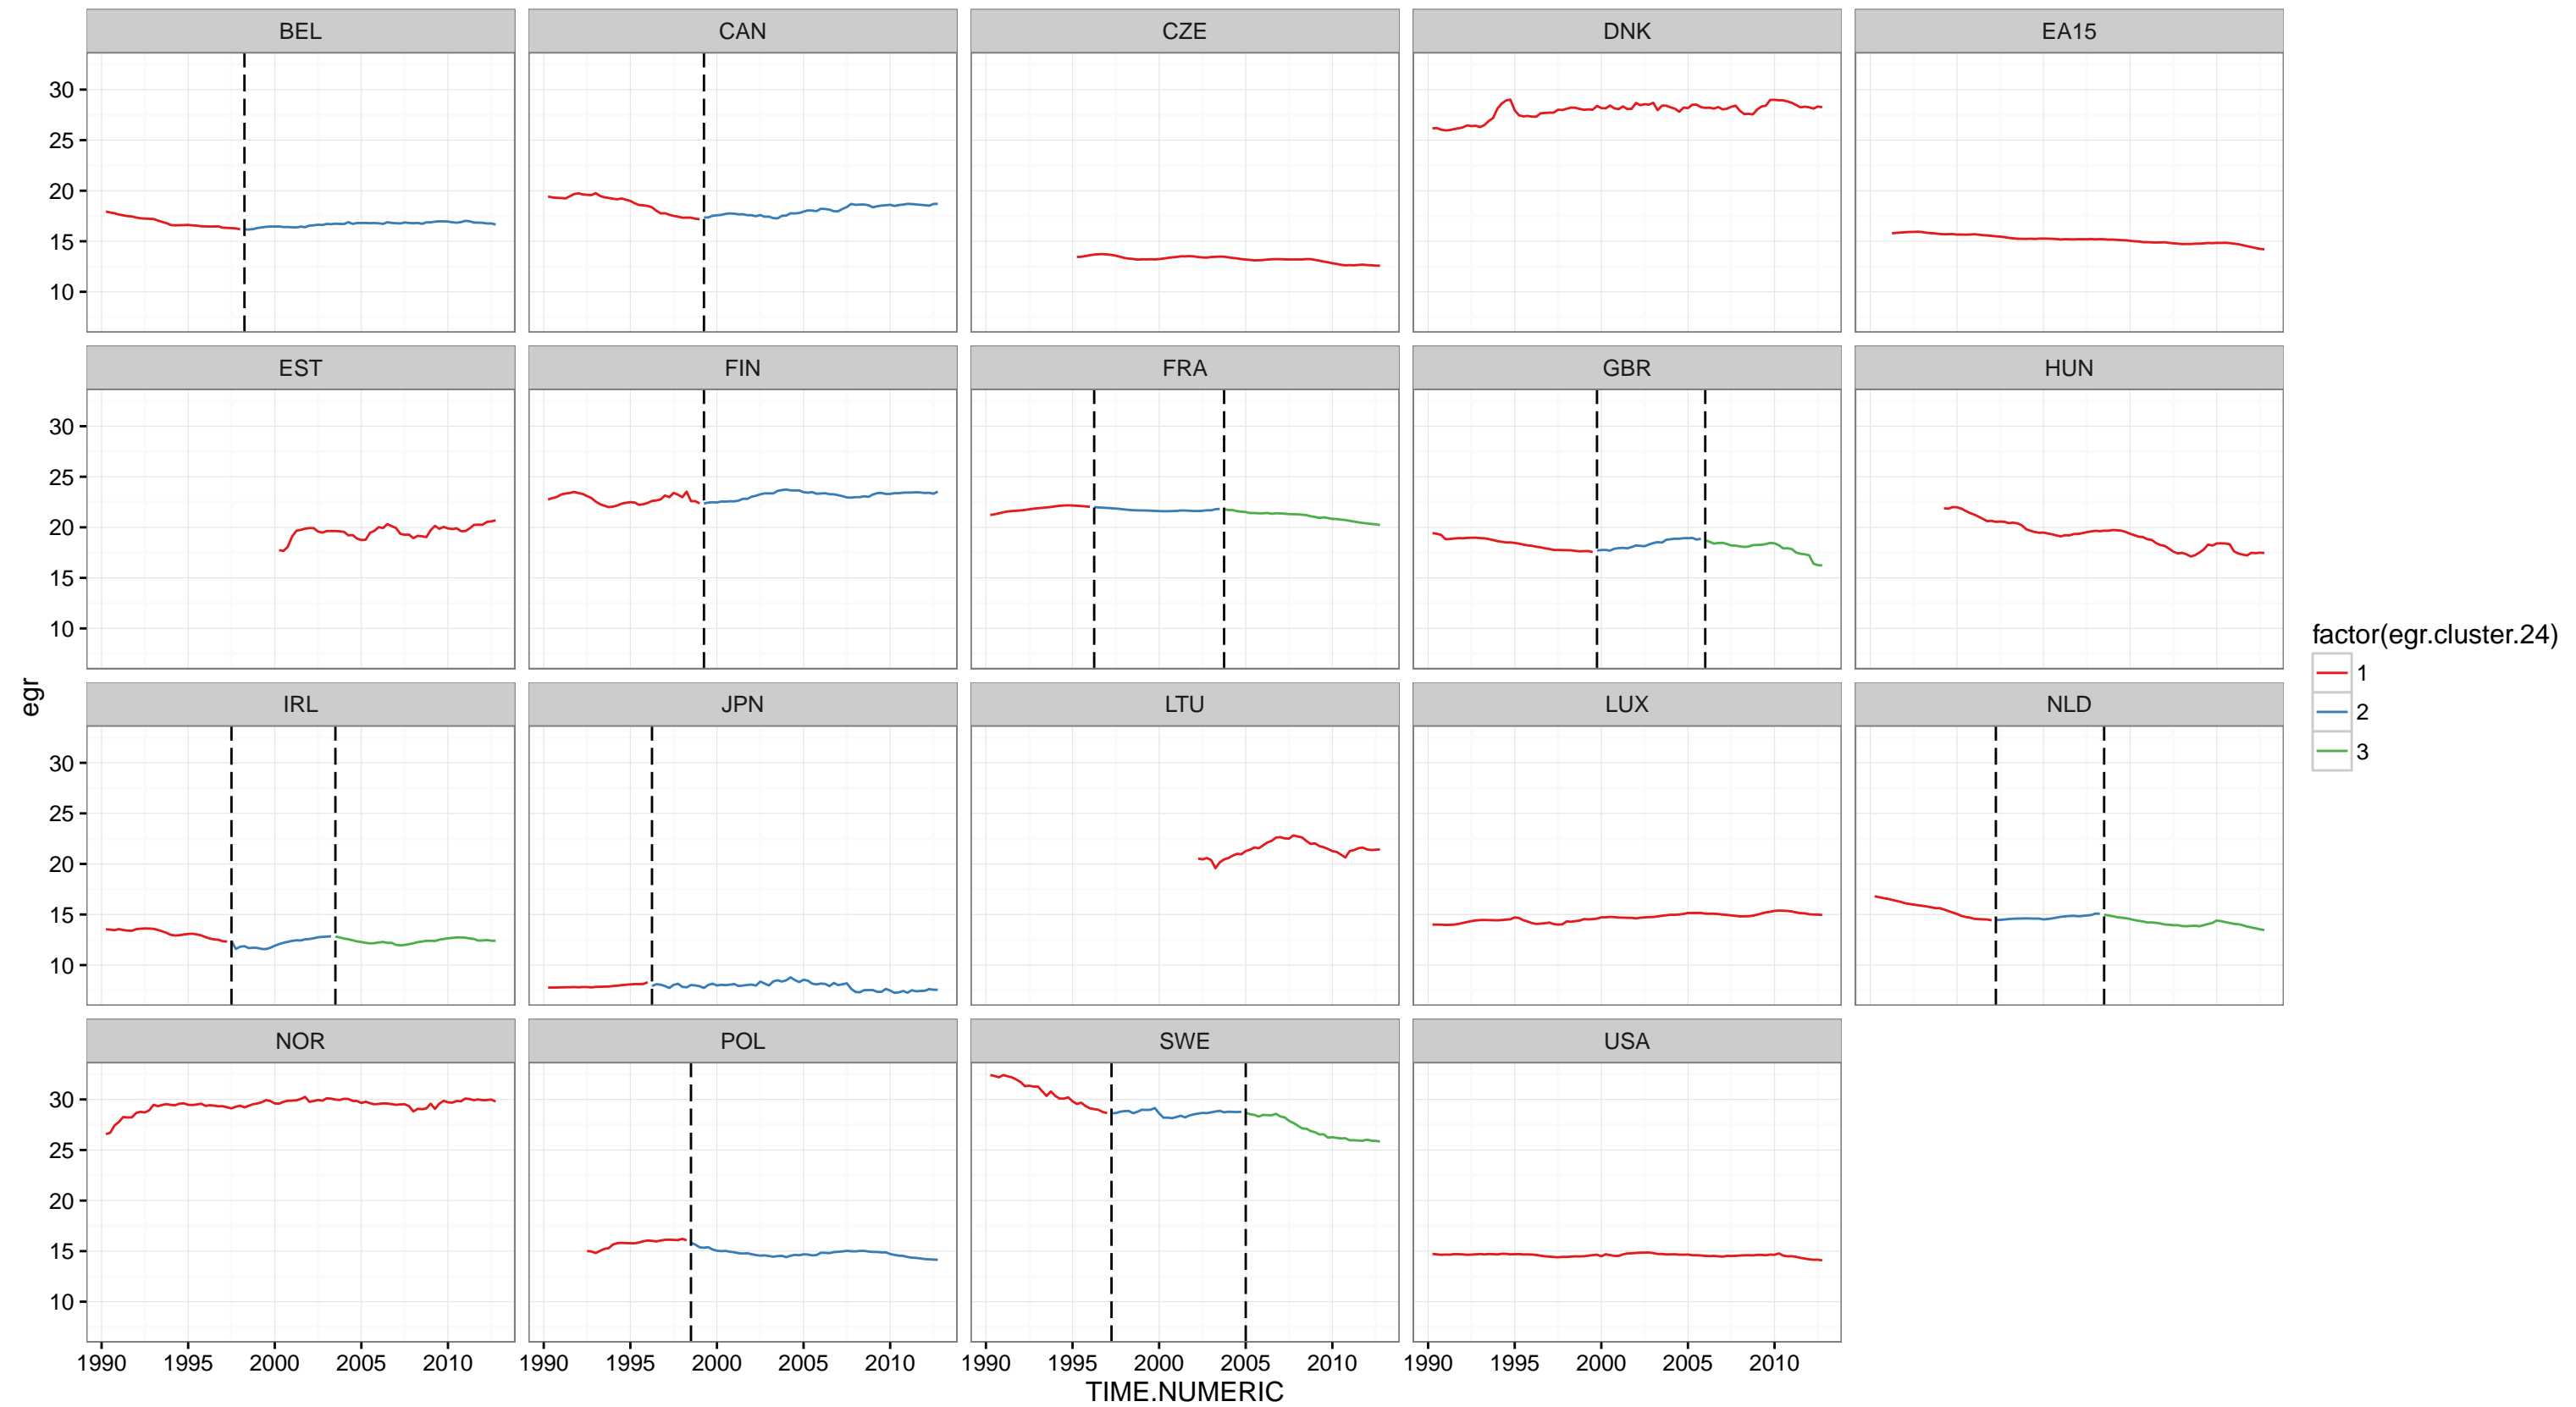 BEL CAN CZE DNK EA15
30
25
20
15
10
EST FIN FRA GBR HUN
30
25
20
15
10
IRL JPN LTU LUX NLD
30
25
20
15
10
NOR POL SWE USA
30
25
20
15
10
1990 1995 2000 2005 2010 1990 1995 2000 2005 2010 1990 1995 2000 2005 2010 1990 1995 2000 2005 2010
TIME.NUMERIC
egr
factor(egr.cluster.24)
1
2
3